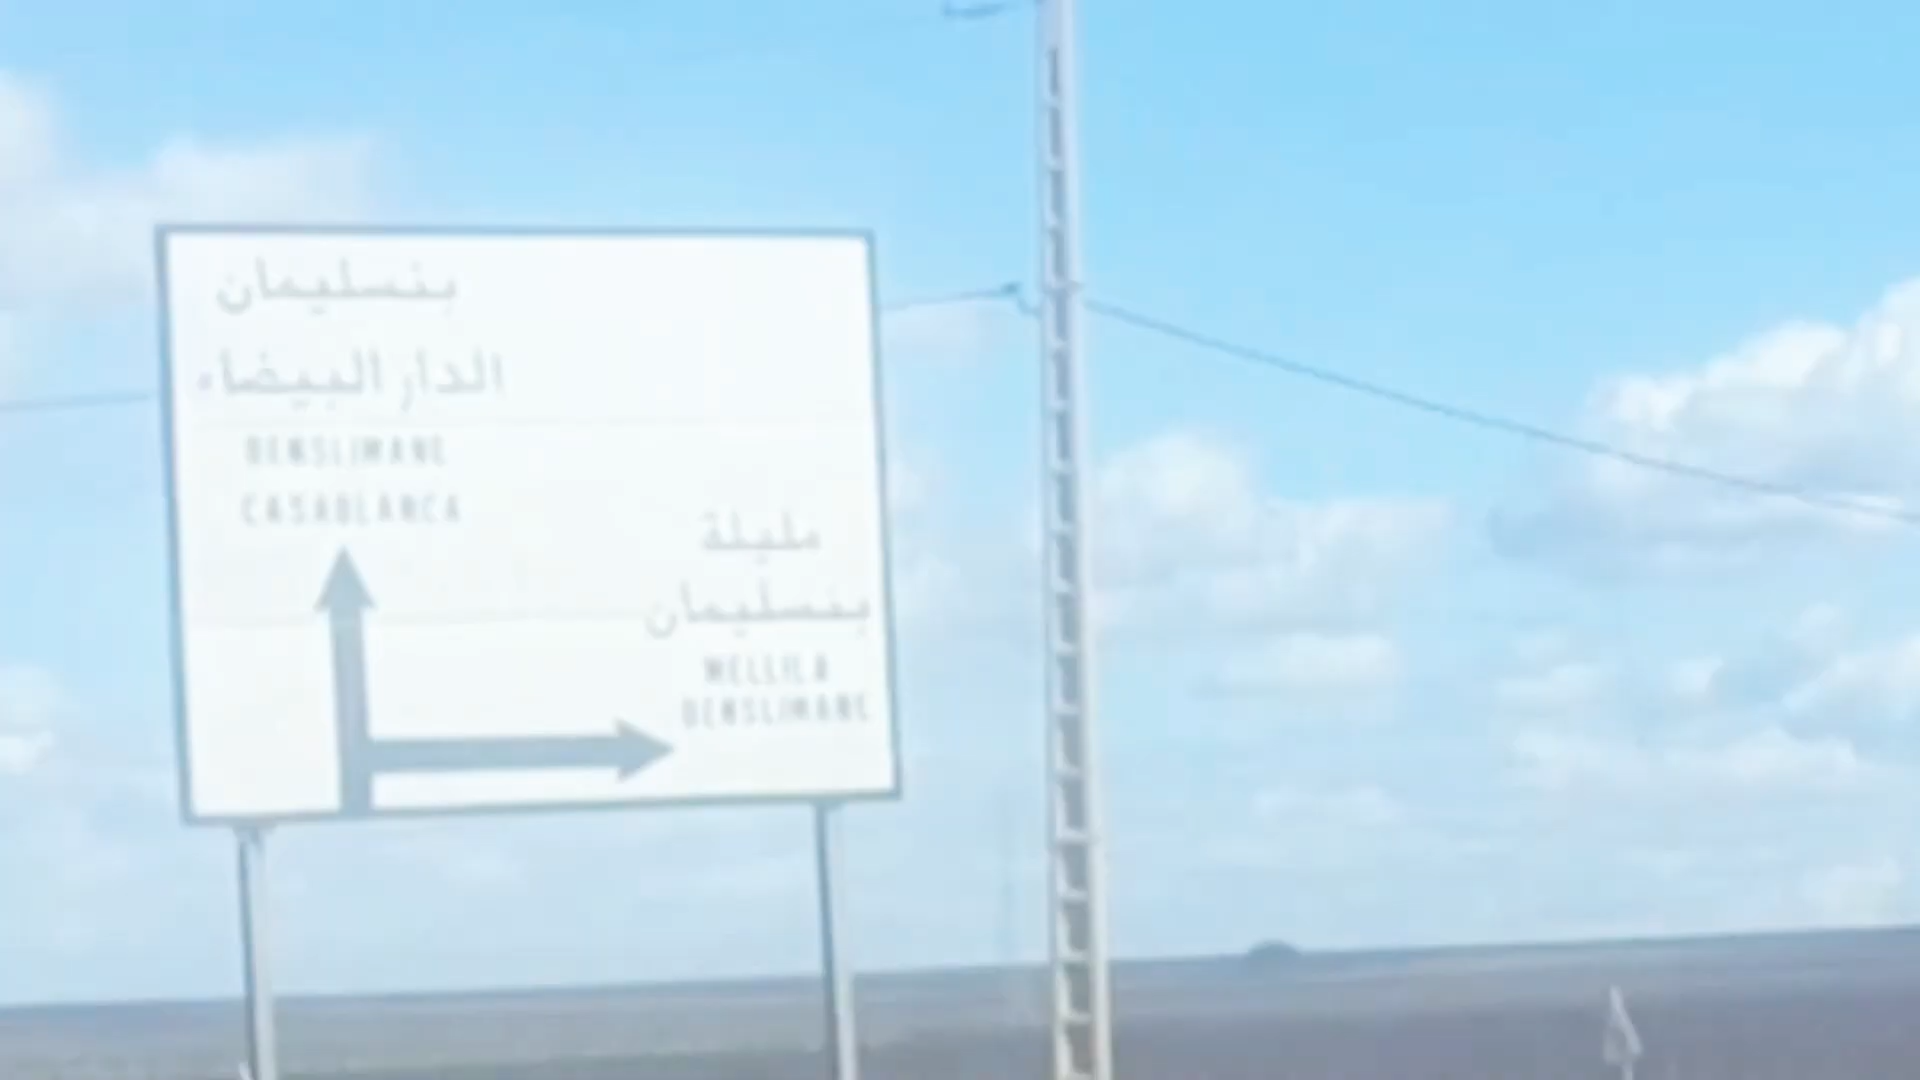 بنسليمان
الدار البيضاء
BENSLIMANE
CASABLANCA
مليلة
بنسليمان
MELLILA
BENSLIMANE